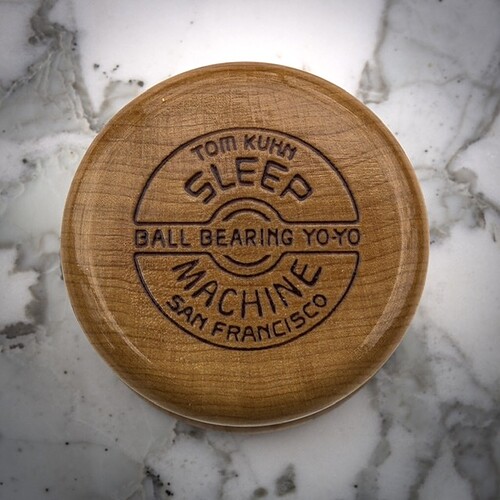 TOM KUHN
SLEEP
BALL BEARING YO-YO
MACHINE
SAN FRANCISCO